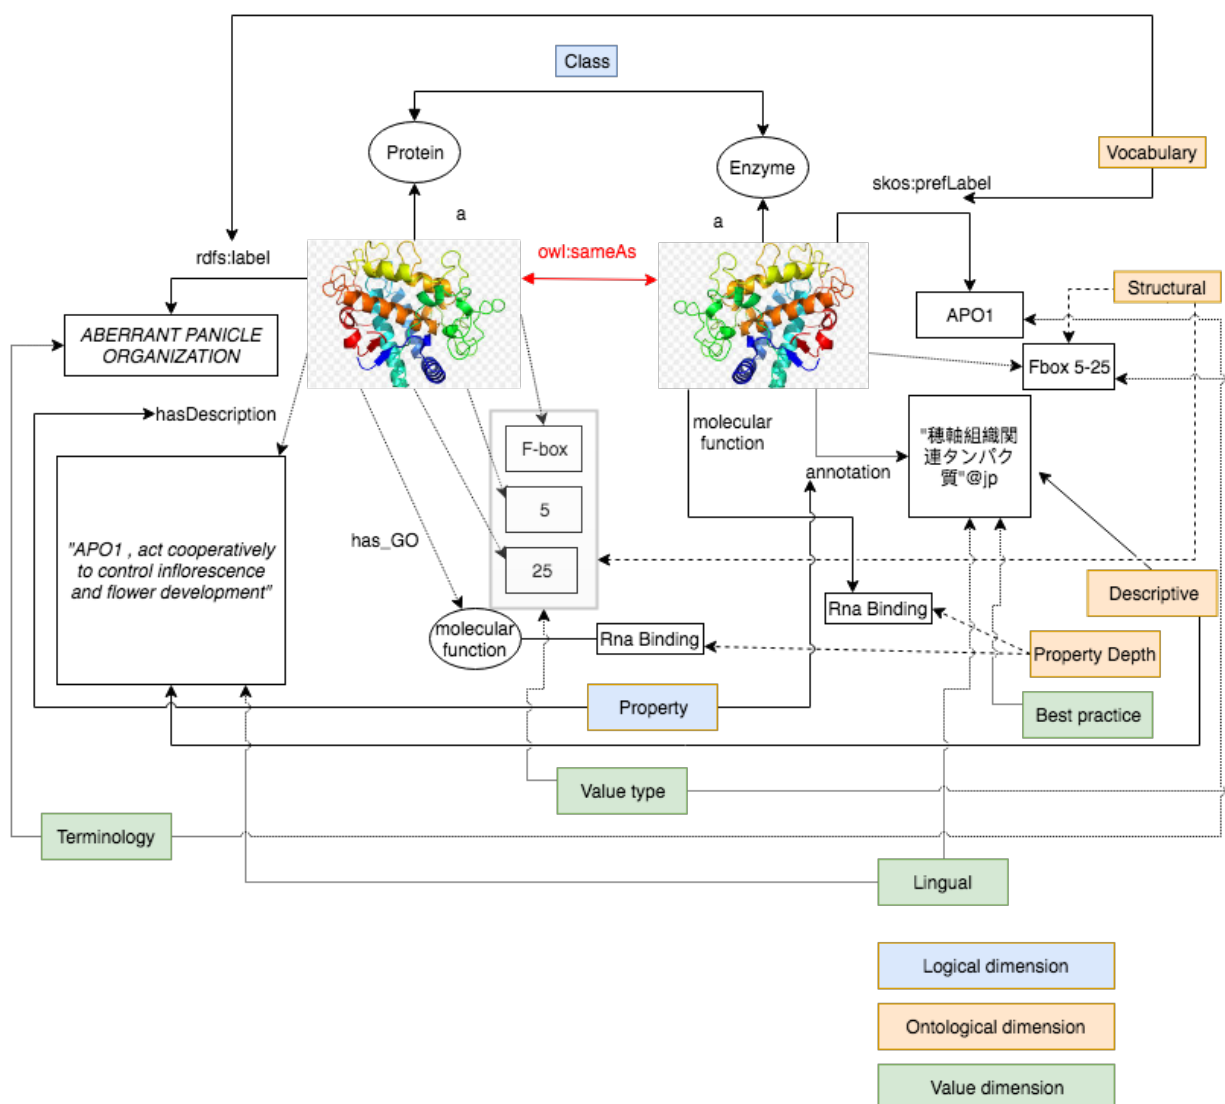 Class
Protein
Enzyme
Vocabulary
skos:prefLabel
a
a
rdfs:label
owl:sameAs
Structural
APO1
ABERRANT PANICLE
ORGANIZATION
Fbox 5-25
hasDescription
molecular
function
"穂軸組織関
連タンパク
質"@jp
annotation
F-box
5
25
has_GO
"APO1 , act cooperatively
to control inflorescence
and flower development"
Descriptive
Rna Binding
molecular
function
Rna Binding
Property Depth
Property
Best practice
Value type
Terminology
Lingual
Logical dimension
Ontological dimension
Value dimension